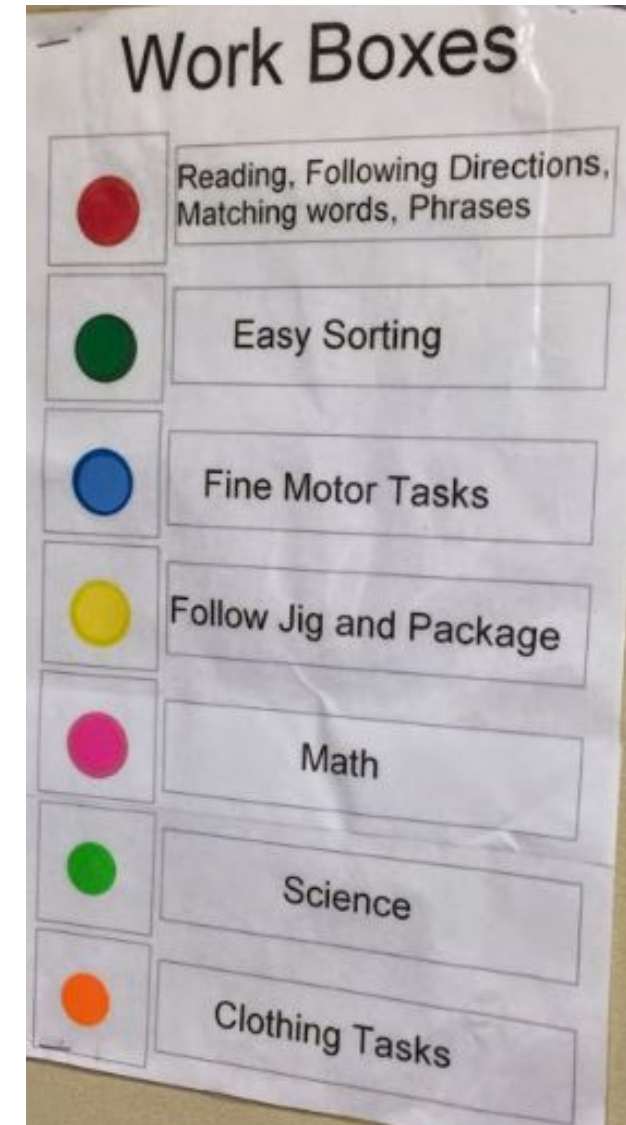 Work Boxes
Reading, Following Directions,
Matching words, Phrases
Easy Sorting
Fine Motor Tasks
Follow Jig and Package
Math
Science
Clothing Tasks